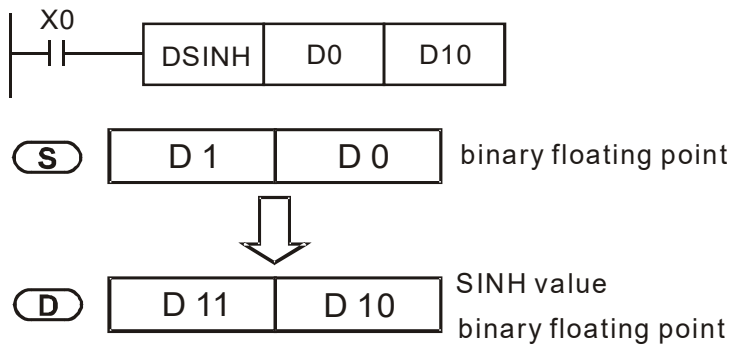 X0
DSINH D0 D10
S D 1 D 0 binary floating point
D D 11 D 10 SINH value
binary floating point